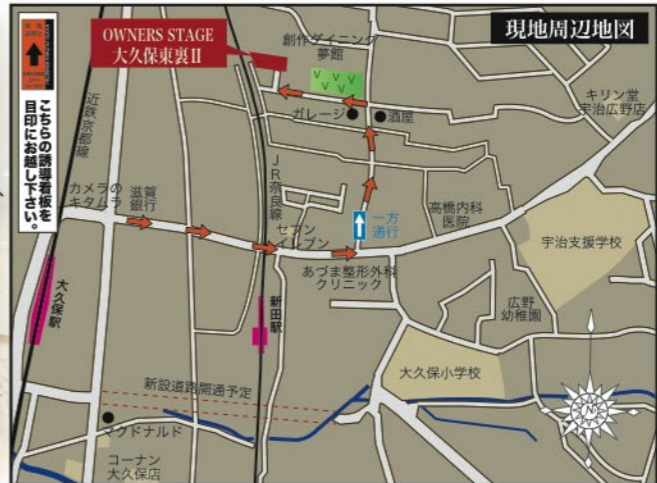 現地周辺地図
OWNERS STAGE
大久保東裏II
創作ダイニング
夢館
こちらの誘導看板を
目印にお越し下さい。
近鉄京都線
ガレージ
酒屋
キリン堂
宇治広野店
JR奈良線
カメラの
キタムラ
滋賀
銀行
セブン
イレブン
一方
通行
高橋内科
医院
宇治支援学校
あづま整形外科
クリニック
広野
幼稚園
大久保駅
新田駅
大久保小学校
新設道路開通予定
マクドナルド
コーナン
大久保店
N